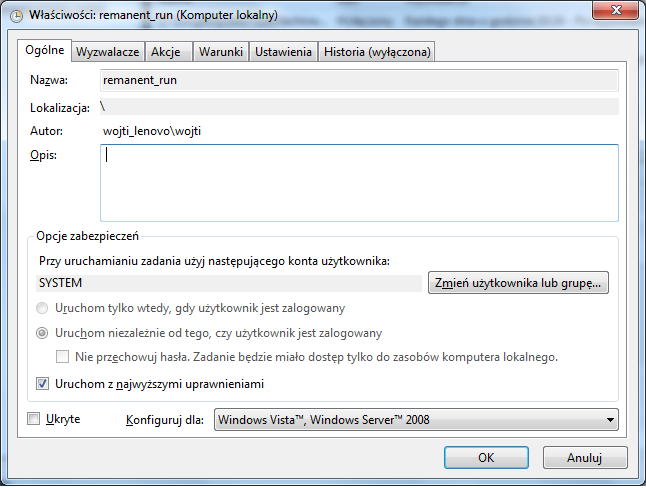 Właściwości: remanent_run (Komputer lokalny)
Ogólne Wyzwalacze Akcje Warunki Ustawienia Historia (wyłączona)
Nazwa: remanent_run
Lokalizacja: \
Autor: wojti_lenovo\wojti
Opis:
Opcje zabezpieczeń
Przy uruchamianiu zadania użyj następującego konta użytkownika:
SYSTEM Zmień użytkownika lub grupę...
Uruchom tylko wtedy, gdy użytkownik jest zalogowany
Uruchom niezależnie od tego, czy użytkownik jest zalogowany
Nie przechowuj hasła. Zadanie będzie miało dostęp tylko do zasobów komputera lokalnego.
Uruchom z najwyższymi uprawnieniami
Ukryte Konfiguruj dla: Windows Vista™, Windows Server™ 2008
OK Anuluj